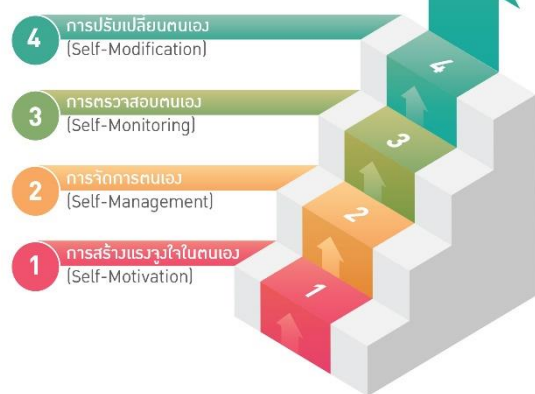 4
การปรับเปลี่ยนตนเอง
(Self-Modification)
3
การตรวจสอบตนเอง
(Self-Monitoring)
2
การจัดการตนเอง
(Self-Management)
1
การสร้างแรงจูงใจในตนเอง
(Self-Motivation)
4
3
2
1